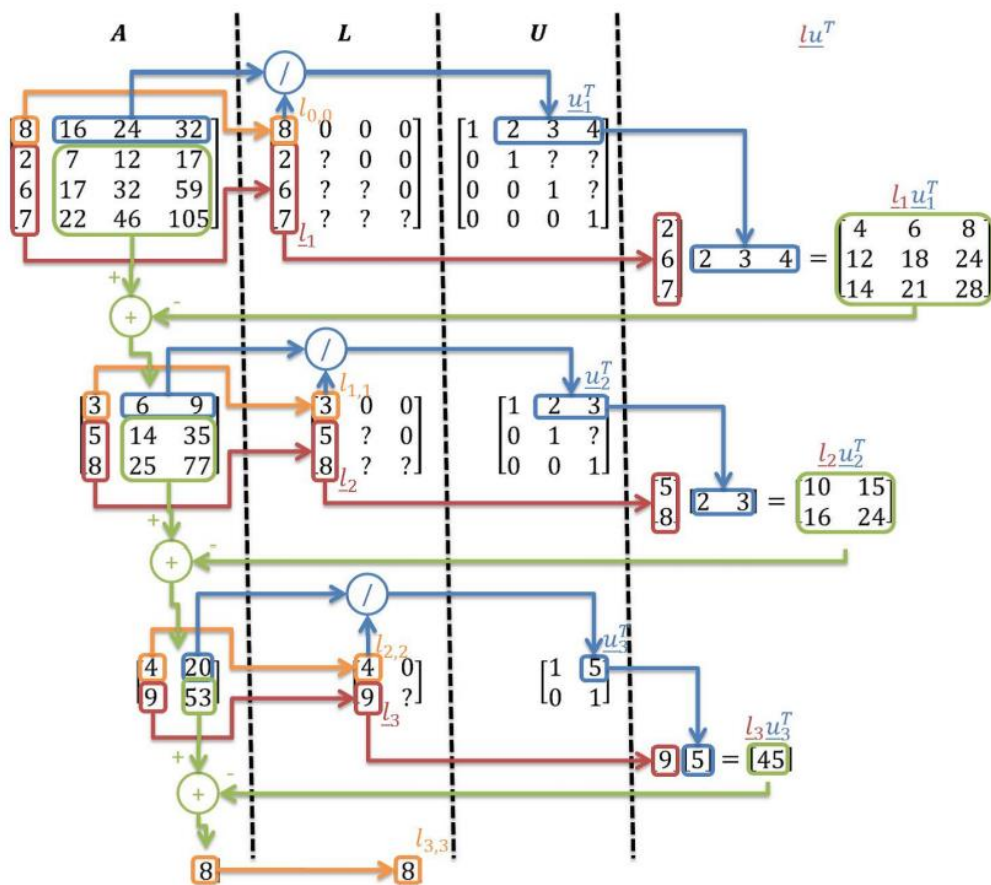 A L U lu^T
/
l_{0,0} u_1^T
8 16 24 32 8 0 0 0 1 2 3 4
2 7 12 17 2 ? 0 0 0 1 ? ?
6 17 32 59 6 ? ? 0 0 0 1 ?
7 22 46 105 7 ? ? ? 0 0 0 1
l_1 l_1u_1^T
2 4 6 8
6 2 3 4 = 12 18 24
7 14 21 28
+ -
+
/
l_{1,1} u_2^T
3 6 9 3 0 0 1 2 3
5 14 35 5 ? 0 0 1 ?
8 25 77 8 ? ? 0 0 1
l_2 l_2u_2^T
5 2 3 = 10 15
8 16 24
+ -
+
/
l_{2,2} u_3^T
4 20 4 0 1 5
9 53 9 ? 0 1
l_3 l_3u_3^T
9 5 = 45
+ -
+
l_{3,3}
8 8